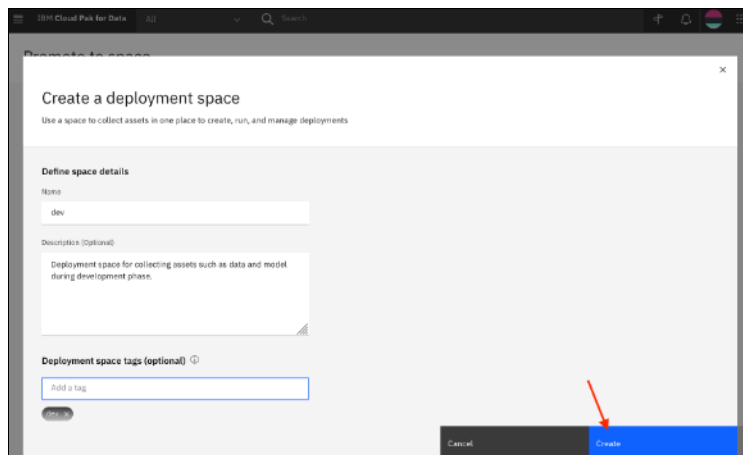 IBM Cloud Pak for Data All Search
Promote to space
Create a deployment space
Use a space to collect assets in one place to create, run, and manage deployments
Define space details
Name
dev
Description (Optional)
Deployment space for collecting assets such as data and model
during development phase.
Deployment space tags (optional)
Add a tag
dev ×
Cancel Create